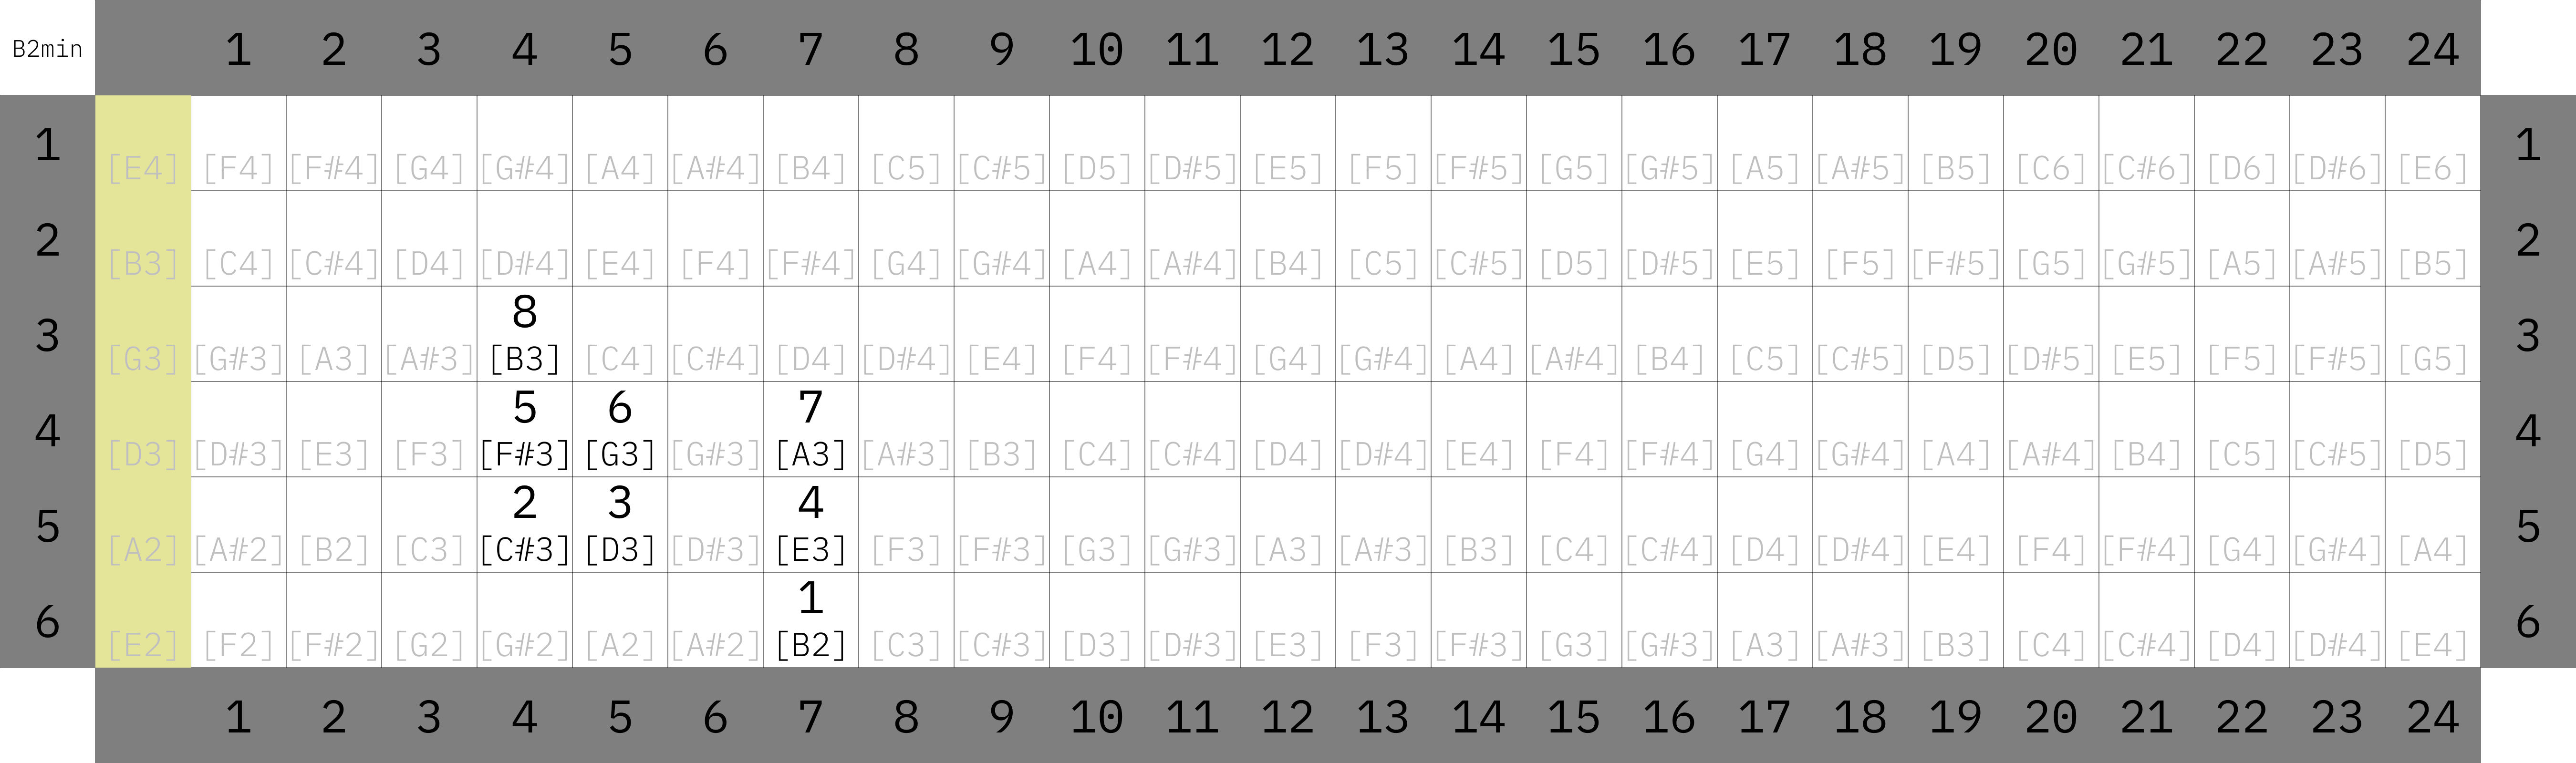 B2min 1 2 3 4 5 6 7 8 9 10 11 12 13 14 15 16 17 18 19 20 21 22 23 24
1 [E4] [F4] [F#4] [G4] [G#4] [A4] [A#4] [B4] [C5] [C#5] [D5] [D#5] [E5] [F5] [F#5] [G5] [G#5] [A5] [A#5] [B5] [C6] [C#6] [D6] [D#6] [E6] 1
2 [B3] [C4] [C#4] [D4] [D#4] [E4] [F4] [F#4] [G4] [G#4] [A4] [A#4] [B4] [C5] [C#5] [D5] [D#5] [E5] [F5] [F#5] [G5] [G#5] [A5] [A#5] [B5] 2
8
3 [G3] [G#3] [A3] [A#3] [B3] [C4] [C#4] [D4] [D#4] [E4] [F4] [F#4] [G4] [G#4] [A4] [A#4] [B4] [C5] [C#5] [D5] [D#5] [E5] [F5] [F#5] [G5] 3
5 6 7
4 [D3] [D#3] [E3] [F3] [F#3] [G3] [G#3] [A3] [A#3] [B3] [C4] [C#4] [D4] [D#4] [E4] [F4] [F#4] [G4] [G#4] [A4] [A#4] [B4] [C5] [C#5] [D5] 4
2 3 4
5 [A2] [A#2] [B2] [C3] [C#3] [D3] [D#3] [E3] [F3] [F#3] [G3] [G#3] [A3] [A#3] [B3] [C4] [C#4] [D4] [D#4] [E4] [F4] [F#4] [G4] [G#4] [A4] 5
1
6 [E2] [F2] [F#2] [G2] [G#2] [A2] [A#2] [B2] [C3] [C#3] [D3] [D#3] [E3] [F3] [F#3] [G3] [G#3] [A3] [A#3] [B3] [C4] [C#4] [D4] [D#4] [E4] 6
1 2 3 4 5 6 7 8 9 10 11 12 13 14 15 16 17 18 19 20 21 22 23 24